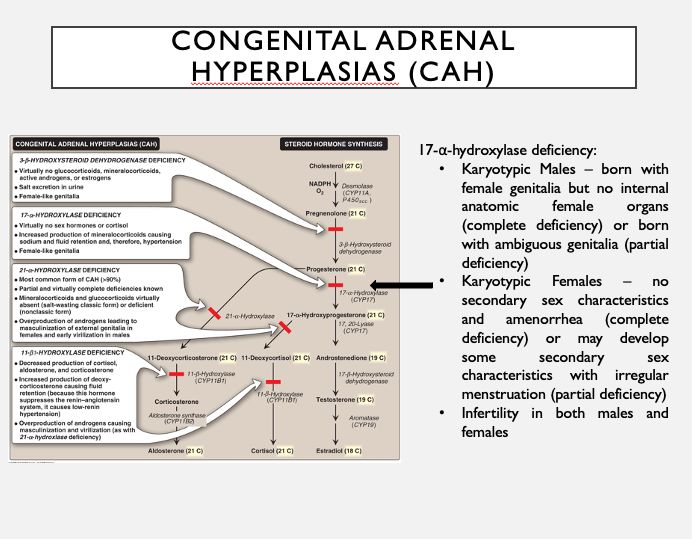 CONGENITAL ADRENAL
HYPERPLASIAS (CAH)
CONGENITAL ADRENAL HYPERPLASIAS (CAH)
3-β-HYDROXYSTEROID DEHYDROGENASE DEFICIENCY
● Virtually no glucocorticoids, mineralocorticoids,
active androgens, or estrogens
● Salt excretion in urine
● Female-like genitalia
17-α-HYDROXYLASE DEFICIENCY
● Virtually no sex hormones or cortisol
● Increased production of mineralocorticoids causing
sodium and fluid retention and, therefore, hypertension
● Female-like genitalia
21-α-HYDROXYLASE DEFICIENCY
● Most common form of CAH (>90%)
● Partial and virtually complete deficiencies known
● Mineralocorticoids and glucocorticoids virtually
absent (salt-wasting classic form) or deficient
(nonclassic form)
● Overproduction of androgens leading to
masculinization of external genitalia in
females and early virilization in males
11-β1-HYDROXYLASE DEFICIENCY
● Decreased production of cortisol,
aldosterone, and corticosterone
● Increased production of deoxy-
corticosterone causing fluid
retention (because this hormone
suppresses the renin–angiotensin
system, it causes low-renin
hypertension)
● Overproduction of androgens causing
masculinization and virilization (as with
21-α-hydroxlase deficiency)
STEROID HORMONE SYNTHESIS
Cholesterol (27 C)
NADPH
O2
Desmolase
(CYP11A,
P450scc )
Pregnenolone (21 C)
3-β-Hydroxysteroid
dehydrogenase
Progesterone (21 C)
17-α-Hydroxylase
(CYP17)
21-α-Hydroxylase
17-α-Hydroxyprogesterone (21 C)
17, 20-Lyase
(CYP17)
11-Deoxycorticosterone (21 C)
11-Deoxycortisol (21 C)
Androstenedione (19 C)
11-β-Hydroxylase
(CYP11B1)
17-β-Hydroxysteroid
dehydrogenase
11-β-Hydroxylase
(CYP11B1)
Corticosterone
Testosterone (19 C)
Aldosterone synthase
(CYP11B2)
Aromatase
(CYP19)
Aldosterone (21 C)
Cortisol (21 C)
Estradiol (18 C)
17-α-hydroxylase deficiency:
• Karyotypic Males – born with
female genitalia but no internal
anatomic female organs
(complete deficiency) or born
with ambiguous genitalia (partial
deficiency)
• Karyotypic Females – no
secondary sex characteristics
and amenorrhea (complete
deficiency) or may develop
some secondary sex
characteristics with irregular
menstruation (partial deficiency)
• Infertility in both males and
females